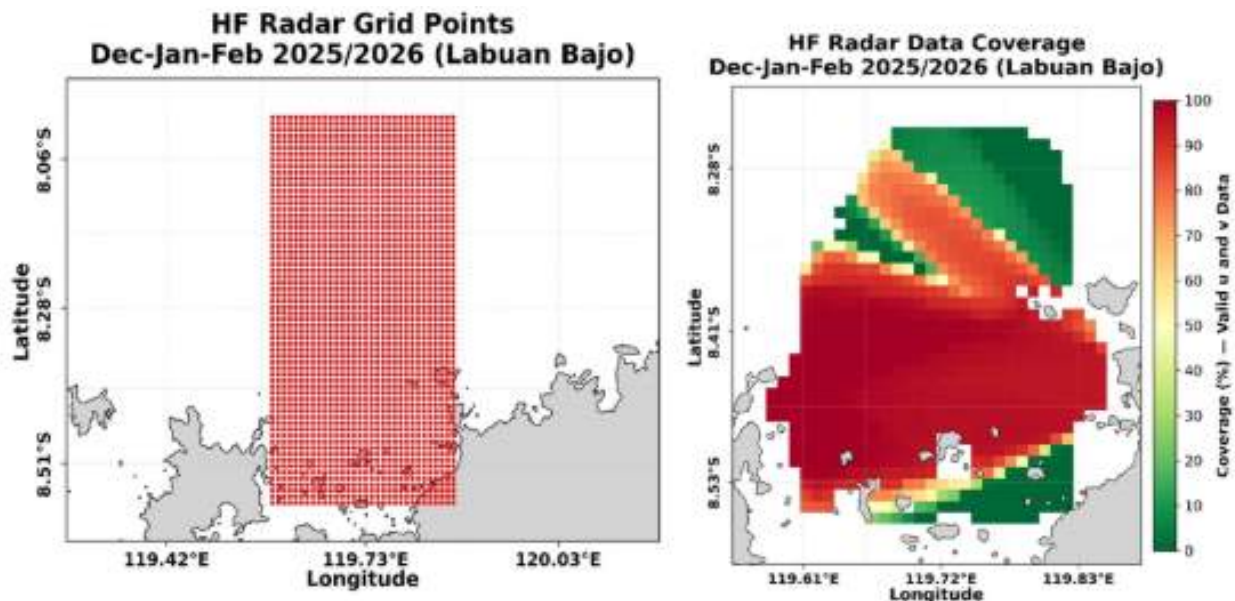 HF Radar Grid Points
Dec-Jan-Feb 2025/2026 (Labuan Bajo)
Latitude
8.06°S
8.28°S
8.51°S
119.42°E
119.73°E
120.03°E
Longitude
HF Radar Data Coverage
Dec-Jan-Feb 2025/2026 (Labuan Bajo)
Latitude
8.28°S
8.41°S
8.53°S
119.61°E
119.72°E
119.83°E
Longitude
100
90
80
70
60
50
40
30
20
10
0
Coverage (%) — Valid u and v Data